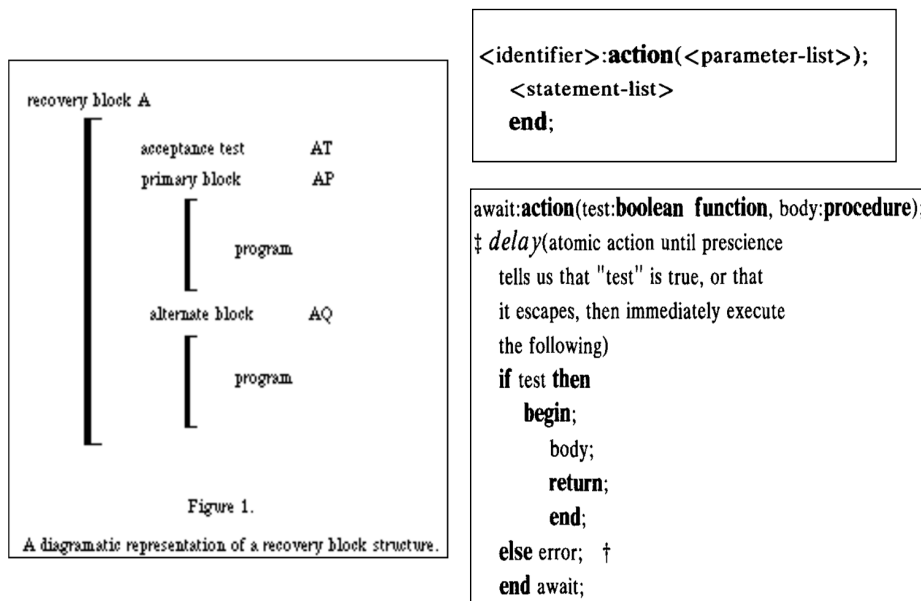 recovery block A
acceptance test AT
primary block AP
program
alternate block AQ
program
Figure 1.
A diagramatic representation of a recovery block structure.
<identifier>:action(<parameter-list>);
<statement-list>
end;
await:action(test:boolean function, body:procedure);
‡ delay(atomic action until prescience
tells us that "test" is true, or that
it escapes, then immediately execute
the following)
if test then
begin;
body;
return;
end;
else error; †
end await;